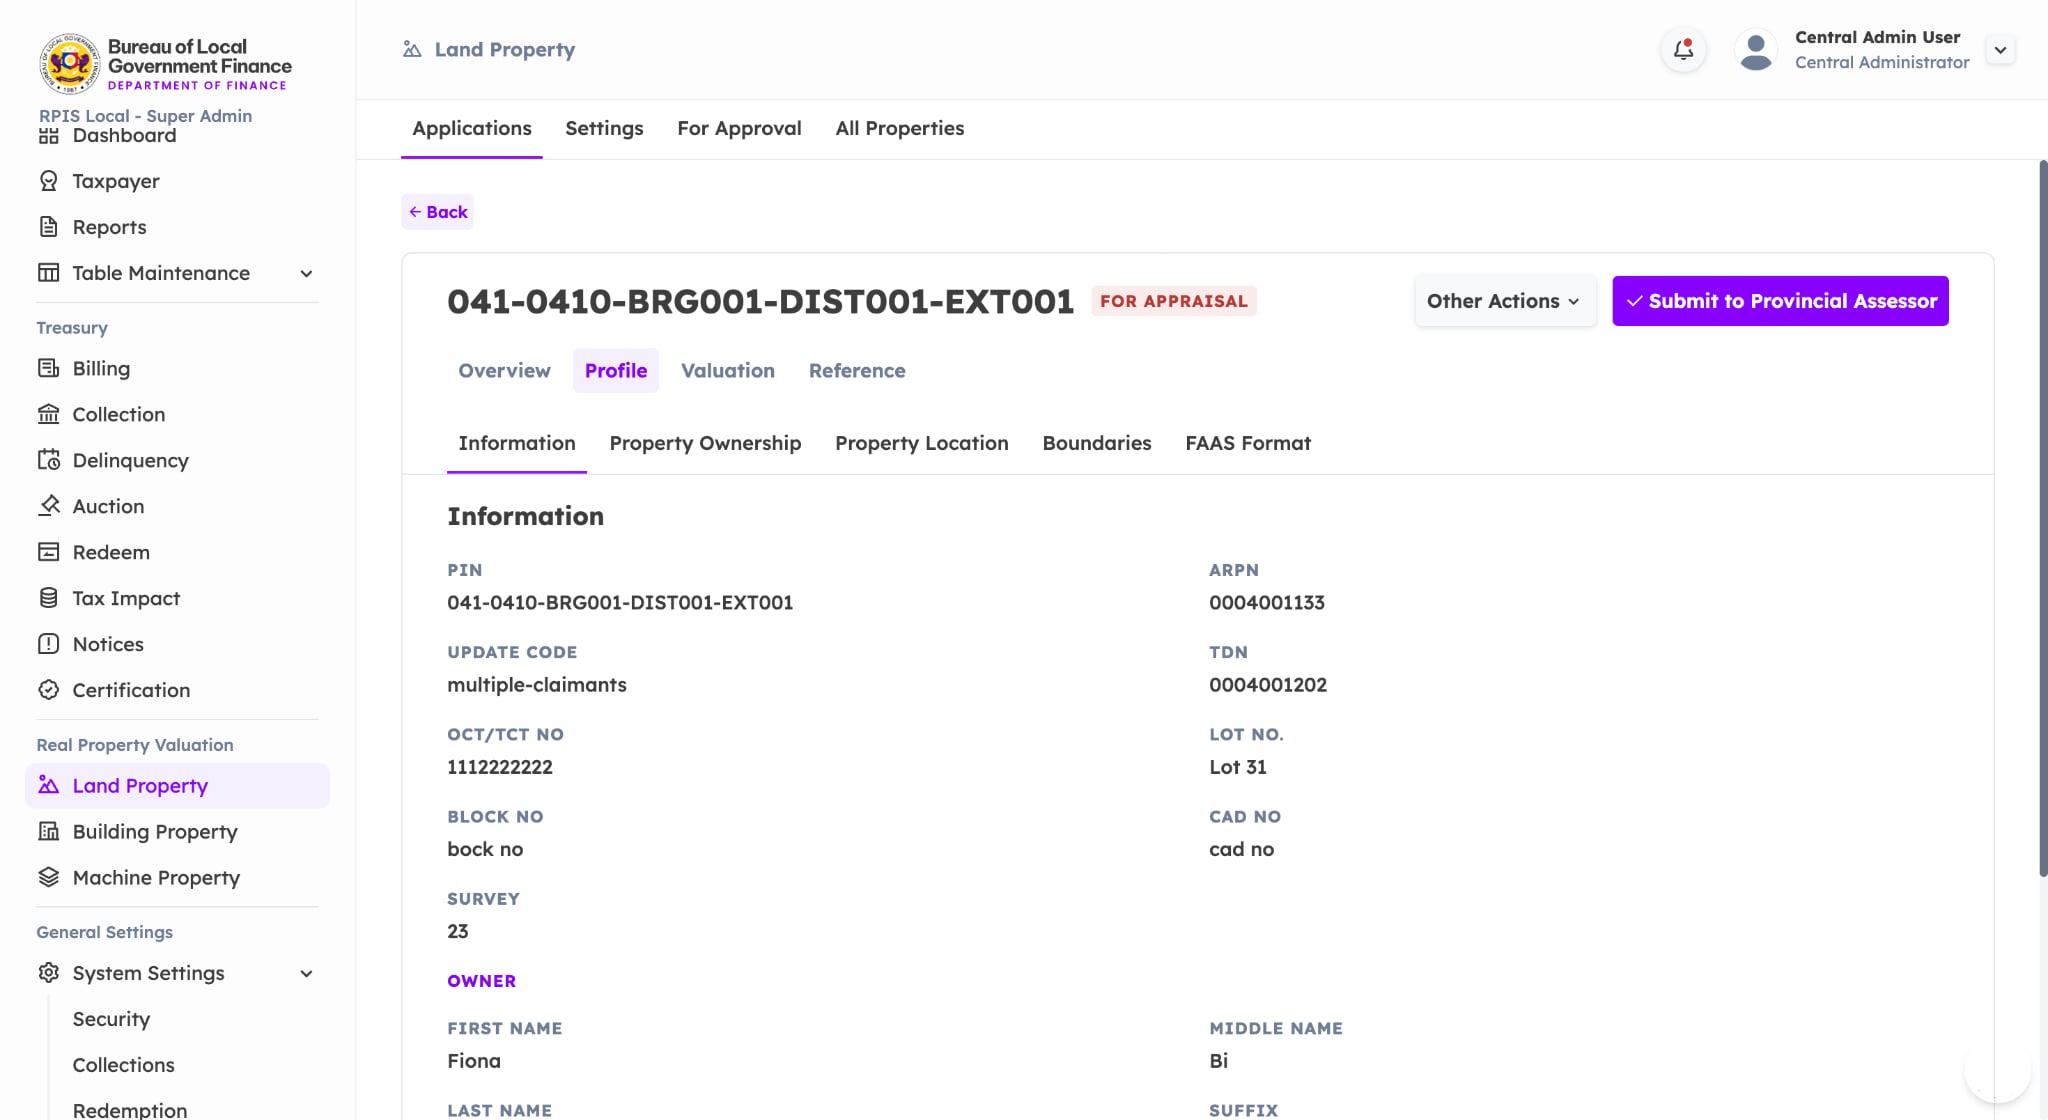 Bureau of Local
Government Finance
DEPARTMENT OF FINANCE
RPIS Local - Super Admin
Dashboard
Taxpayer
Reports
Table Maintenance
Treasury
Billing
Collection
Delinquency
Auction
Redeem
Tax Impact
Notices
Certification
Real Property Valuation
Land Property
Building Property
Machine Property
General Settings
System Settings
Security
Collections
Redemption
Land Property
Central Admin User
Central Administrator
Applications Settings For Approval All Properties
← Back
041-0410-BRG001-DIST001-EXT001 FOR APPRAISAL
Other Actions
Submit to Provincial Assessor
Overview Profile Valuation Reference
Information Property Ownership Property Location Boundaries FAAS Format
Information
PIN
041-0410-BRG001-DIST001-EXT001
ARPN
0004001133
UPDATE CODE
multiple-claimants
TDN
0004001202
OCT/TCT NO
1112222222
LOT NO.
Lot 31
BLOCK NO
bock no
CAD NO
cad no
SURVEY
23
OWNER
FIRST NAME
Fiona
MIDDLE NAME
Bi
LAST NAME
SUFFIX